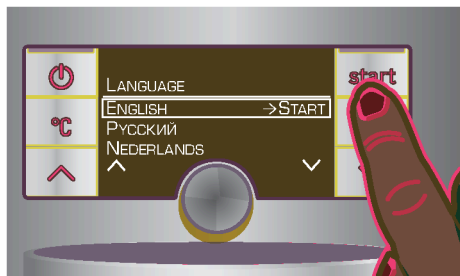 start
LANGUAGE
ENGLISH →START
°C
РУССКИЙ
NEDERLANDS